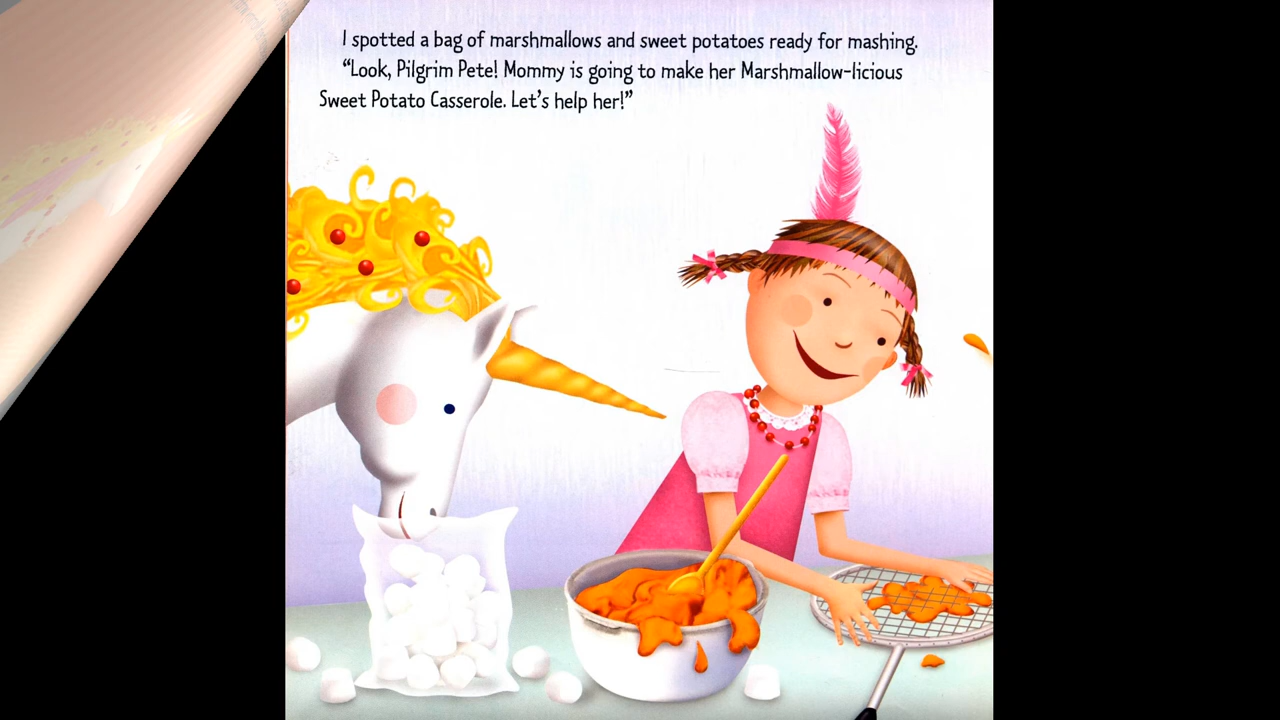 I spotted a bag of marshmallows and sweet potatoes ready for mashing.
“Look, Pilgrim Pete! Mommy is going to make her Marshmallow-licious
Sweet Potato Casserole. Let’s help her!”